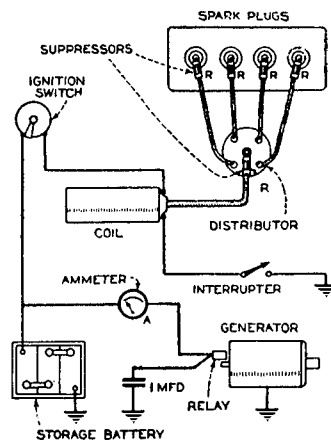 SPARK PLUGS
SUPPRESSORS
R R R R
IGNITION
SWITCH
R
DISTRIBUTOR
COIL
INTERRUPTER
AMMETER
A
GENERATOR
1 MFD
RELAY
STORAGE BATTERY